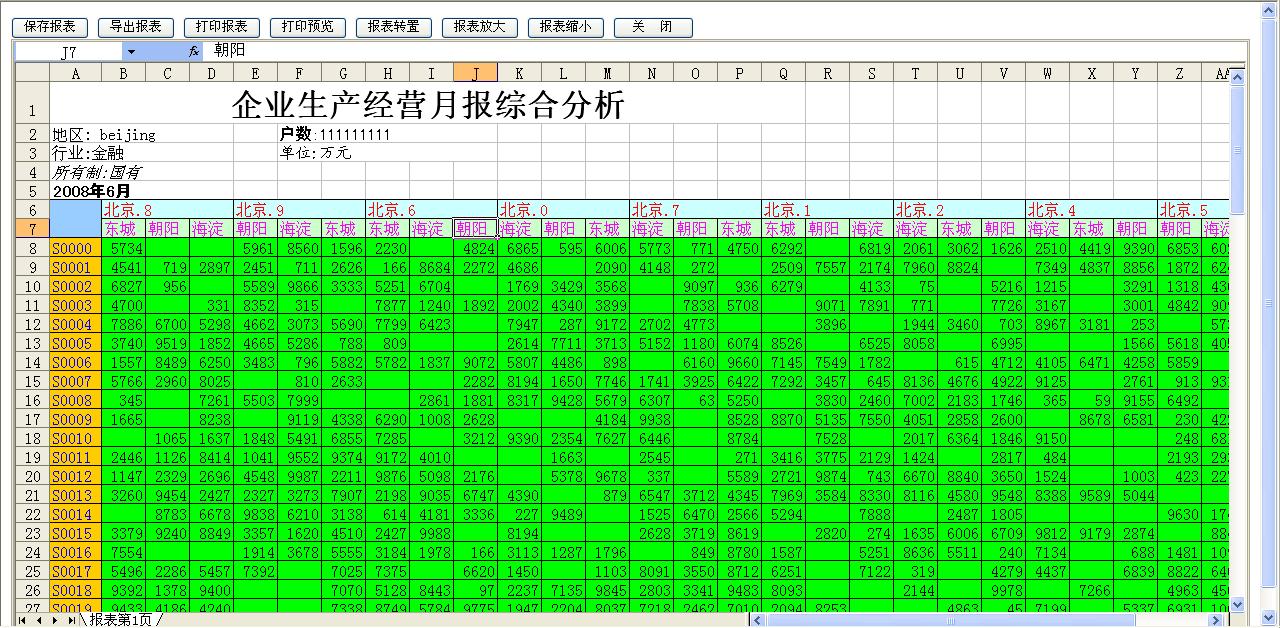 保存报表 导出报表 打印报表 打印预览 报表转置 报表放大 报表缩小 关 闭
J7 fx 朝阳
A B C D E F G H I J K L M N O P Q R S T U V W X Y Z AA
1 企业生产经营月报综合分析
2 地区: beijing 户数:111111111
3 行业:金融 单位:万元
4 所有制:国有
5 2008年6月
6 北京.8 北京.9 北京.6 北京.0 北京.7 北京.1 北京.2 北京.4 北京.5
7 东城 朝阳 海淀 朝阳 海淀 东城 东城 海淀 朝阳 海淀 朝阳 东城 海淀 朝阳 东城 东城 朝阳 海淀 海淀 朝阳 东城 海淀 东城 朝阳 朝阳 海淀
8 S0000 5734 5961 8560 1596 2230 4824 6865 595 6006 5773 771 4750 6292 6819 2061 3062 1626 2510 4419 9390 6853
9 S0001 4541 719 2897 2451 711 2626 166 8684 2272 4686 2090 4148 272 2509 7557 2174 7960 8824 7349 4837 8856 1872
10 S0002 6827 956 5589 9866 3333 5251 6704 1769 3429 3568 9097 936 6279 4133 75 5216 1215 3291 1318
11 S0003 4700 331 8352 315 7877 1240 1892 2002 4340 3899 7838 5708 9071 7891 771 7726 3167 3001 4842
12 S0004 7886 6700 5298 4662 3073 5690 7799 6423 7947 287 9172 2702 4773 3896 1944 3460 703 8967 3181 253
13 S0005 3740 9519 1852 4665 5286 788 809 2614 7711 3713 5152 1180 6074 8526 6525 8058 6995 1566 5618
14 S0006 1557 8489 6250 3483 796 5882 5782 1837 9072 5807 4486 898 6160 9660 7145 7549 1782 615 4712 4105 6471 4258 5859
15 S0007 5766 2960 8025 810 2633 2282 8194 1650 7746 1741 3925 6422 7292 3457 645 8136 4676 4922 9125 2761 913
16 S0008 345 7261 5503 7999 2861 1881 8317 9428 5679 6307 63 5250 3830 2460 7002 2183 1746 365 59 9155 6492
17 S0009 1665 8238 9119 4338 6290 1008 2628 4184 9938 8528 8870 5135 7550 4051 2858 2600 8678 6581 230
18 S0010 1065 1637 1848 5491 6855 7285 3212 9390 2354 7627 6446 8784 7528 2017 6364 1846 9150 248
19 S0011 2446 1126 8414 1041 9552 9374 9172 4010 1663 2545 271 3416 3775 2129 1424 2817 484 2193
20 S0012 1147 2329 2696 4548 9987 2211 9876 5098 2176 5378 9678 337 5589 2721 9874 743 6670 8840 3650 1524 1003 423
21 S0013 3260 9454 2427 2327 3273 7907 2198 9035 6747 4390 879 6547 3712 4345 7969 3584 8330 8116 4580 9548 8388 9589 5044
22 S0014 8783 6678 9838 6210 3138 614 4181 3336 227 9489 1525 6470 2566 5294 7888 2487 1805 9630
23 S0015 3379 9240 8849 3357 1620 4510 2427 9988 8194 2628 3719 8619 2820 274 1635 6006 6709 9812 9179 2874
24 S0016 7554 1914 3678 5555 3184 1978 166 3113 1287 1796 849 8780 1587 5251 8636 5511 240 7134 688 1481
25 S0017 5496 2286 5457 7392 7025 7375 6620 1450 1103 8091 3550 8712 6251 7122 319 4279 4437 6839 8822
26 S0018 9392 1378 9400 7070 5128 8443 97 2237 7135 9845 2803 3341 9483 8093 2144 9978 7266 4963
27 S0019 9433 4186 4240 7338 8749 5784 9775 1947 2204 8037 7218 2462 7010 2094 8253 4863 45 7199 5337 6931
报表第1页